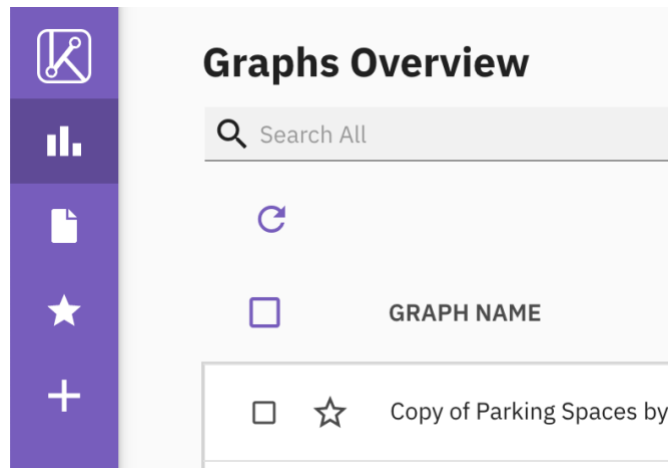 Graphs Overview
Search All
GRAPH NAME
Copy of Parking Spaces by